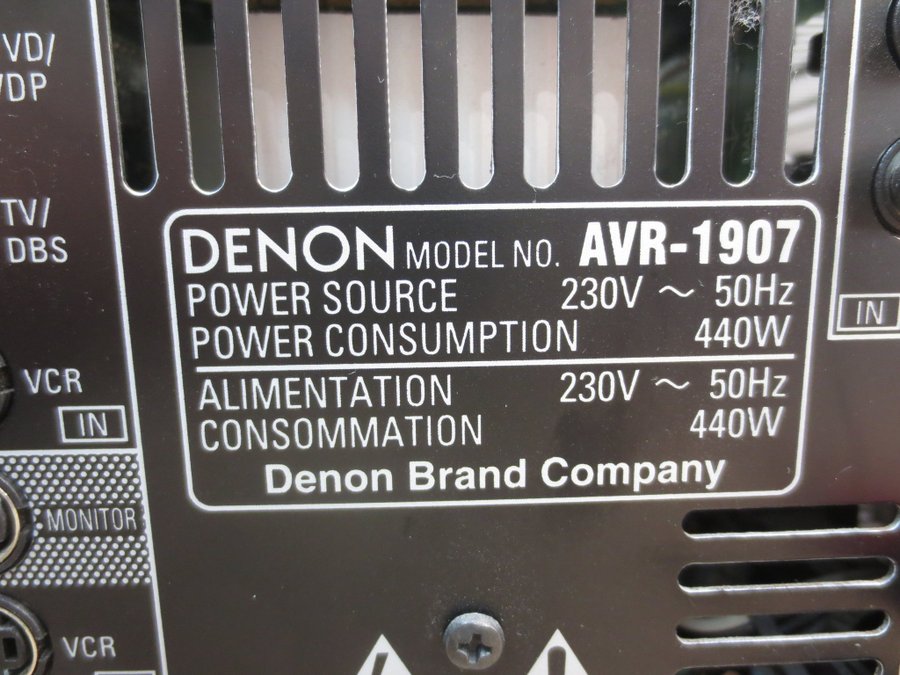 VD/
VDP
TV/
DBS
VCR
IN
MONITOR
VCR
DENON MODEL NO. AVR-1907
POWER SOURCE 230V ~ 50Hz
POWER CONSUMPTION 440W
ALIMENTATION 230V ~ 50Hz
CONSOMMATION 440W
Denon Brand Company
IN